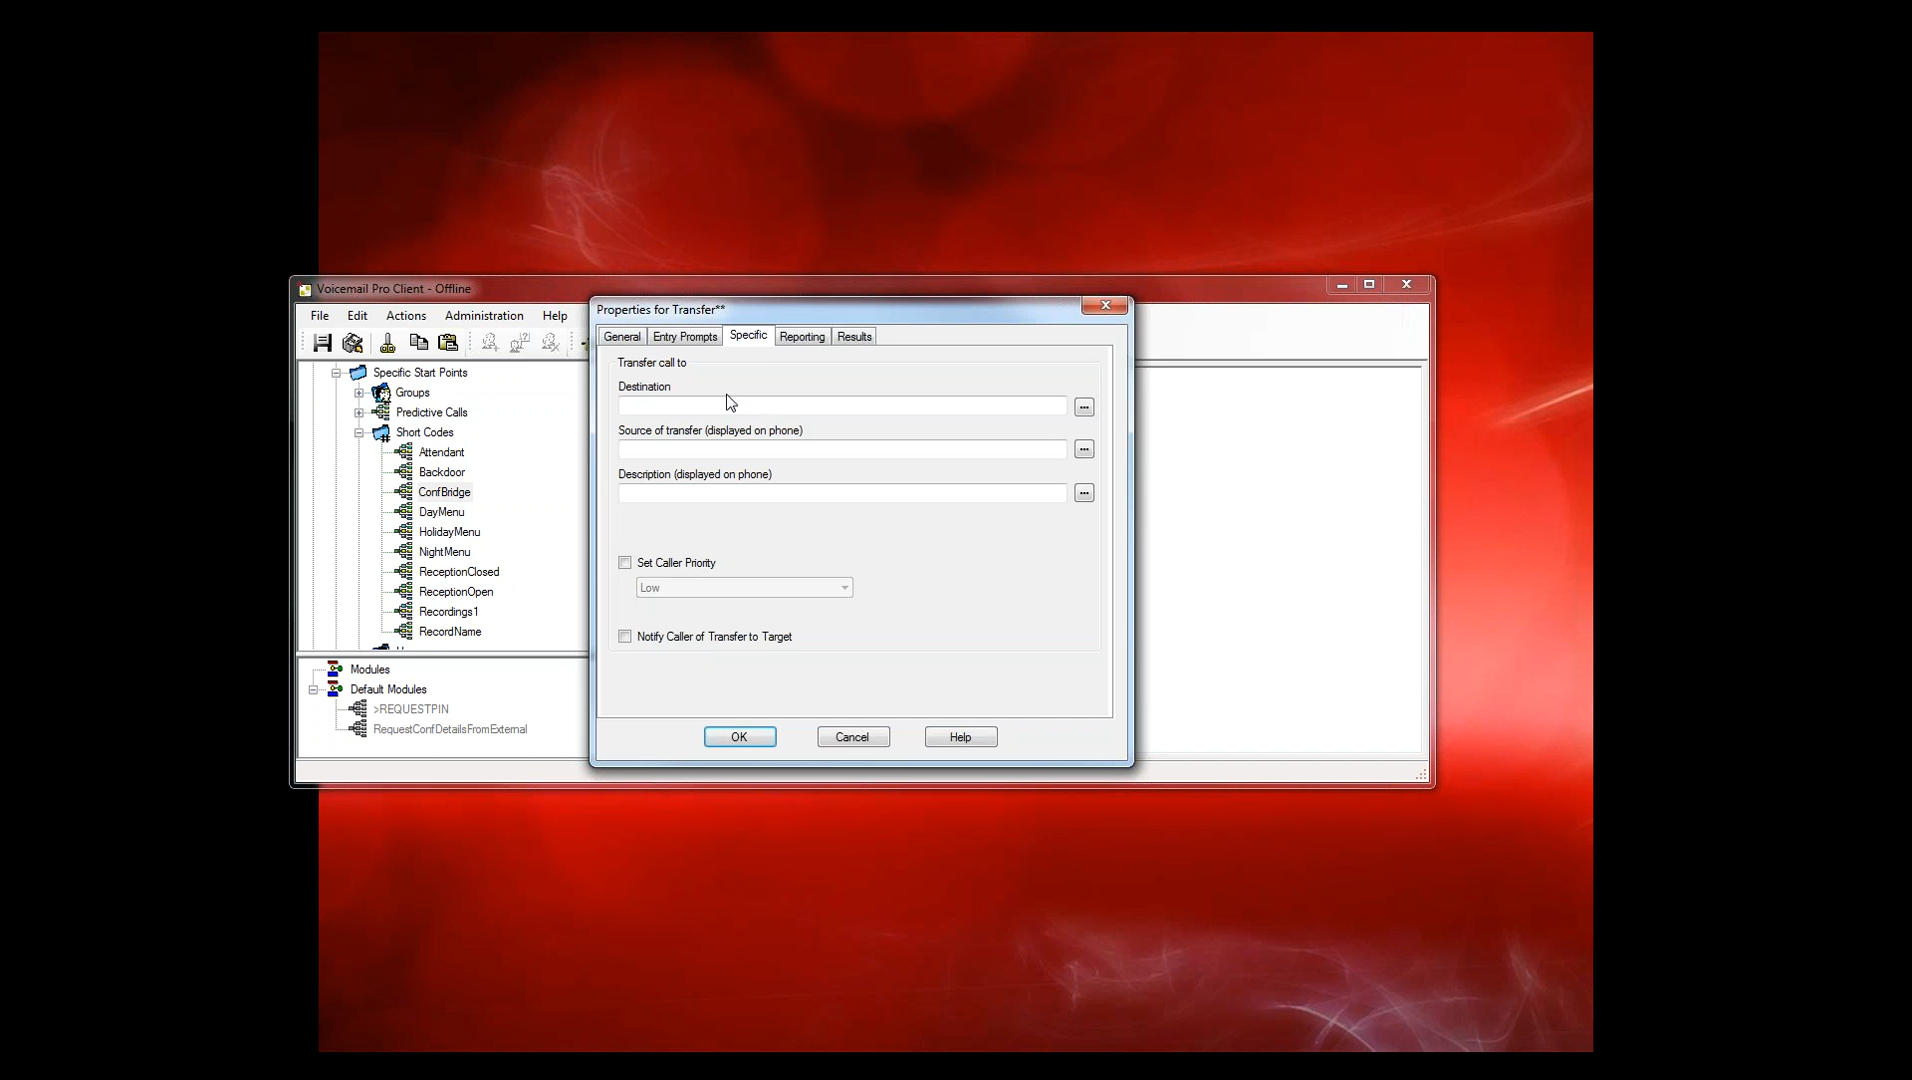 Voicemail Pro Client - Offline
File Edit Actions Administration Help
Specific Start Points
Groups
Predictive Calls
Short Codes
Attendant
Backdoor
ConfBridge
DayMenu
HolidayMenu
NightMenu
ReceptionClosed
ReceptionOpen
Recordings1
RecordName
Modules
Default Modules
>REQUESTPIN
RequestConfDetailsFromExternal
Properties for Transfer**
General Entry Prompts Specific Reporting Results
Transfer call to
Destination
...
Source of transfer (displayed on phone)
...
Description (displayed on phone)
...
Set Caller Priority
Low
Notify Caller of Transfer to Target
OK Cancel Help